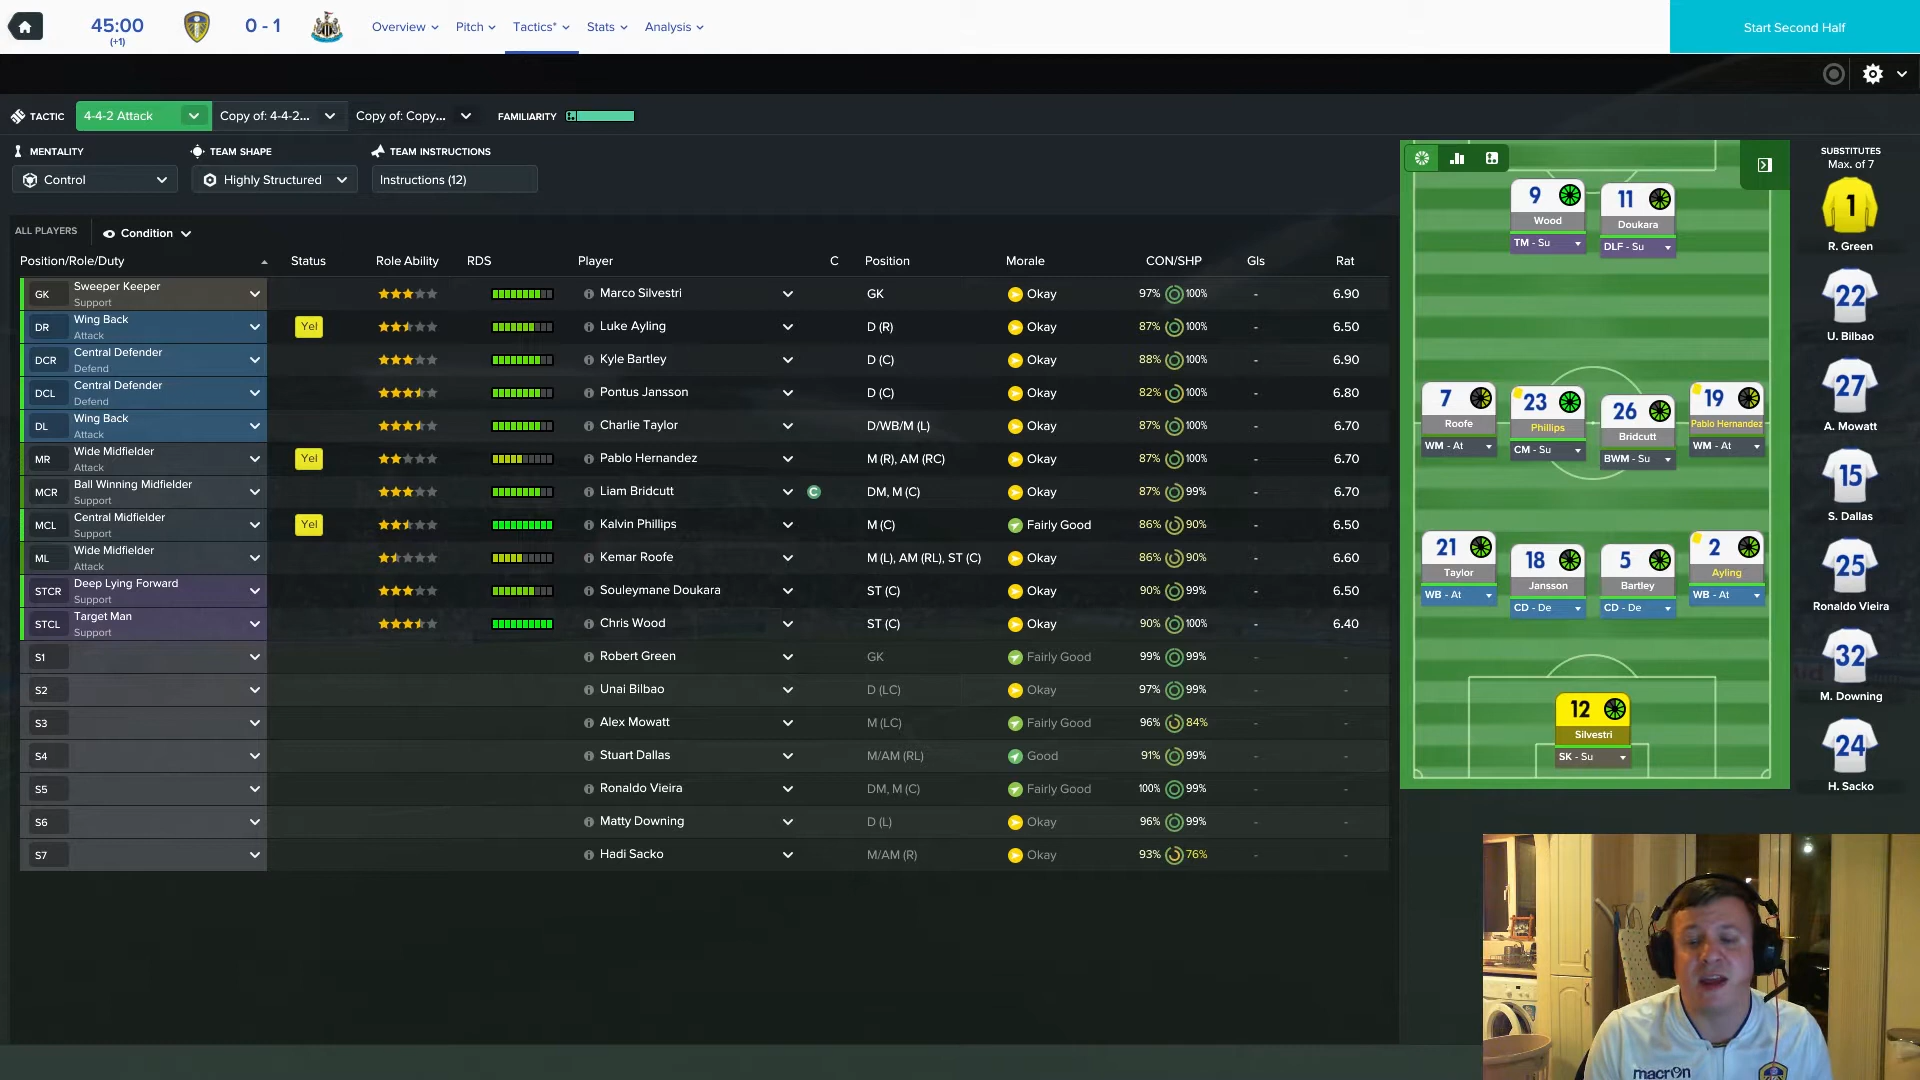 45:00
(+1)
0 - 1
Overview
Pitch
Tactics*
Stats
Analysis
Start Second Half
TACTIC
4-4-2 Attack
Copy of: 4-4-2...
Copy of: Copy...
FAMILIARITY
MENTALITY
TEAM SHAPE
TEAM INSTRUCTIONS
Control
Highly Structured
Instructions (12)
ALL PLAYERS
Condition
Position/Role/Duty Status Role Ability RDS Player C Position Morale CON/SHP Gls Rat
GK Sweeper Keeper Support Marco Silvestri GK Okay 97% 100% - 6.90
DR Wing Back Attack Yel Luke Ayling D (R) Okay 87% 100% - 6.50
DCR Central Defender Defend Kyle Bartley D (C) Okay 88% 100% - 6.90
DCL Central Defender Defend Pontus Jansson D (C) Okay 82% 100% - 6.80
DL Wing Back Attack Charlie Taylor D/WB/M (L) Okay 87% 100% - 6.70
MR Wide Midfielder Attack Yel Pablo Hernandez M (R), AM (RC) Okay 87% 100% - 6.70
MCR Ball Winning Midfielder Support Liam Bridcutt C DM, M (C) Okay 87% 99% - 6.70
MCL Central Midfielder Support Yel Kalvin Phillips M (C) Fairly Good 86% 90% - 6.50
ML Wide Midfielder Attack Kemar Roofe M (L), AM (RL), ST (C) Okay 86% 90% - 6.60
STCR Deep Lying Forward Support Souleymane Doukara ST (C) Okay 90% 99% - 6.50
STCL Target Man Support Chris Wood ST (C) Okay 90% 100% - 6.40
S1 Robert Green GK Fairly Good 99% 99% - -
S2 Unai Bilbao D (LC) Okay 97% 99% - -
S3 Alex Mowatt M (LC) Fairly Good 96% 84% - -
S4 Stuart Dallas M/AM (RL) Good 91% 99% - -
S5 Ronaldo Vieira DM, M (C) Fairly Good 100% 99% - -
S6 Matty Downing D (L) Okay 96% 99% - -
S7 Hadi Sacko M/AM (R) Okay 93% 76% - -
9 11
Wood Doukara
TM - Su DLF - Su
7 23 26 19
Roofe Phillips Bridcutt Pablo Hernandez
WM - At CM - Su BWM - Su WM - At
21 18 5 2
Taylor Jansson Bartley Ayling
WB - At CD - De CD - De WB - At
12
Silvestri
SK - Su
SUBSTITUTES
Max. of 7
1
R. Green
22
U. Bilbao
27
A. Mowatt
15
S. Dallas
25
Ronaldo Vieira
32
M. Downing
24
H. Sacko
macron